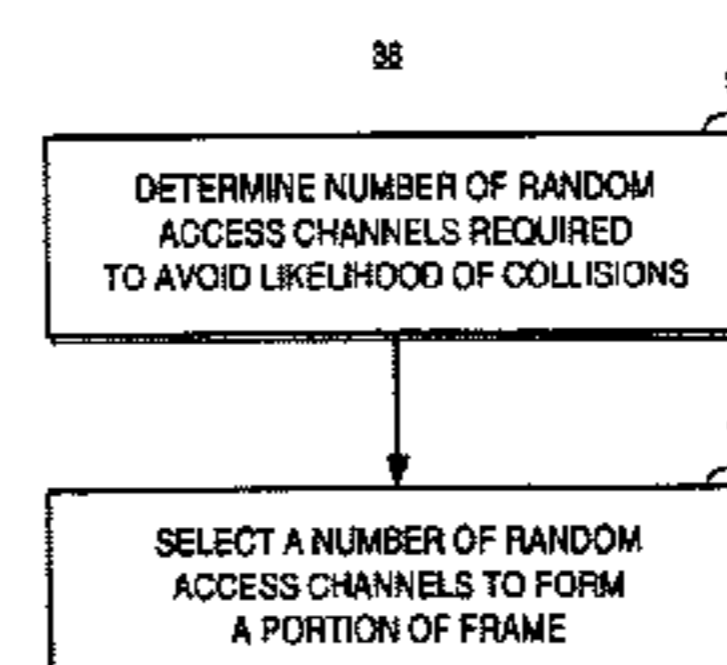 38
DETERMINE NUMBER OF RANDOM
ACCESS CHANNELS REQUIRED
TO AVOID LIKELIHOOD OF COLLISIONS
SELECT A NUMBER OF RANDOM
ACCESS CHANNELS TO FORM
A PORTION OF FRAME